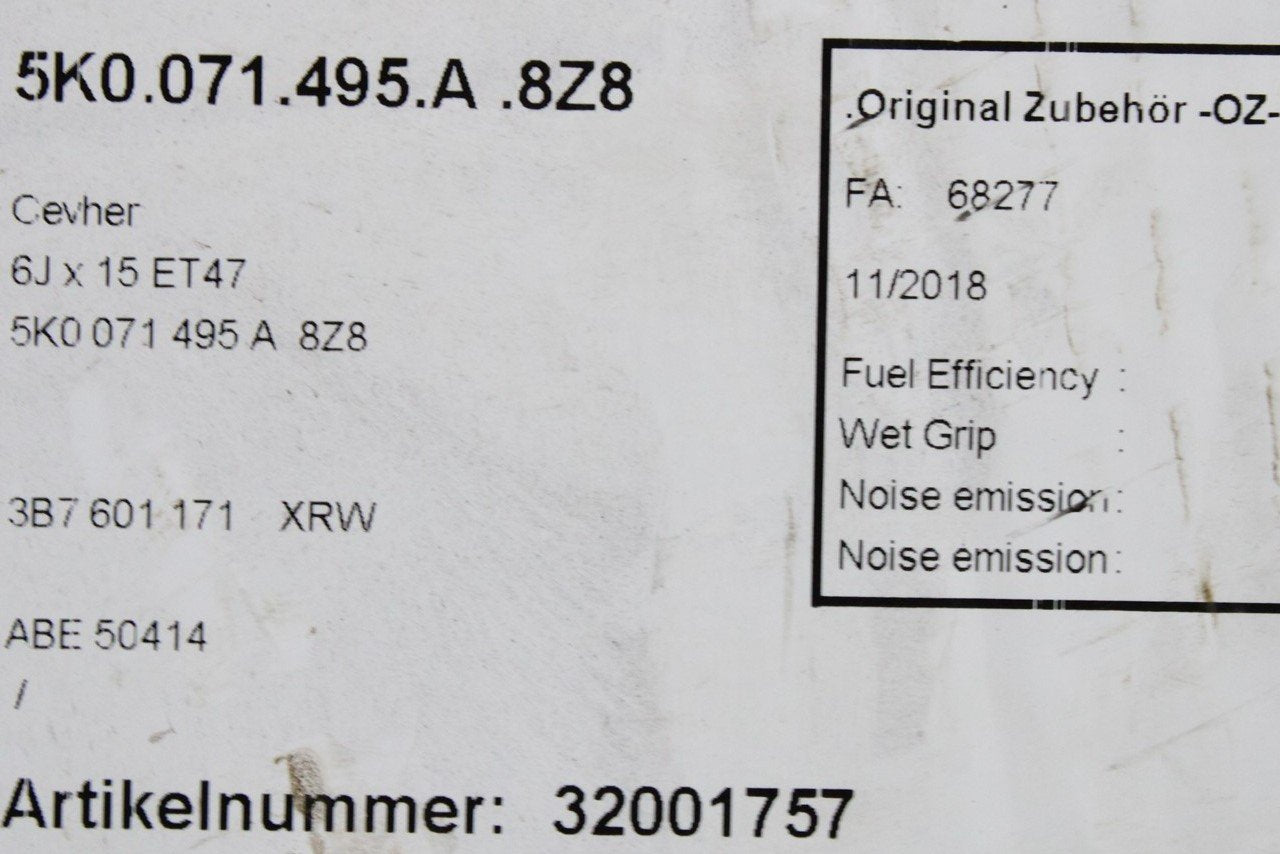 5K0.071.495.A .8Z8
Cevher
6J x 15 ET47
5K0 071 495 A 8Z8
3B7 601 171 XRW
ABE 50414
/
.Original Zubehör -OZ-
FA: 68277
11/2018
Fuel Efficiency :
Wet Grip :
Noise emission:
Noise emission:
Artikelnummer: 32001757